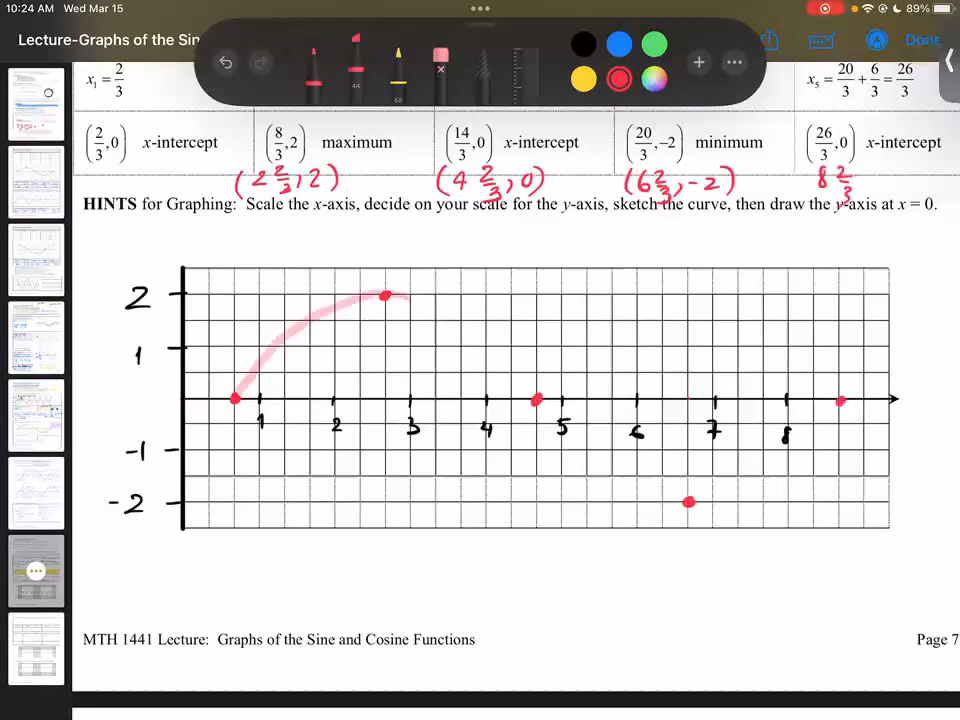 10:24 AM Wed Mar 15
89%
Lecture-Graphs of the Sin
Done
44
50
x₁ = 2/3
x₅ = 20/3 + 6/3 = 26/3
(2/3, 0) x-intercept (8/3, 2) maximum (14/3, 0) x-intercept (20/3, −2) minimum (26/3, 0) x-intercept
(2 2/3, 2) (4 2/3, 0) (6 2/3, -2) 8 2/3
HINTS for Graphing: Scale the x-axis, decide on your scale for the y-axis, sketch the curve, then draw the y-axis at x = 0.
2
1
1 2 3 4 5 6 7 8
-1
-2
MTH 1441 Lecture: Graphs of the Sine and Cosine Functions
Page 7